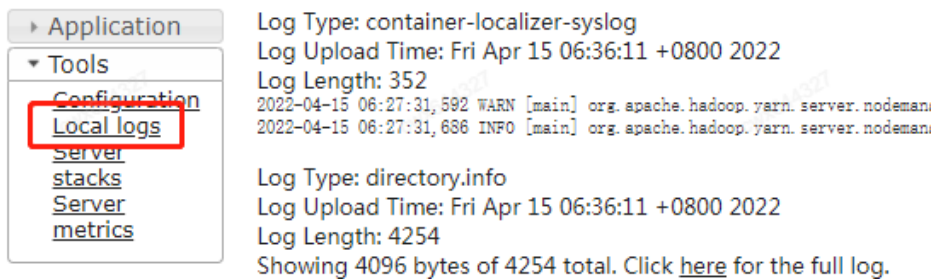 Application
Tools
Configuration
Local logs
Server
stacks
Server
metrics
Log Type: container-localizer-syslog
Log Upload Time: Fri Apr 15 06:36:11 +0800 2022
Log Length: 352
2022-04-15 06:27:31,592 WARN [main] org.apache.hadoop.yarn.server.nodemana
2022-04-15 06:27:31,686 INFO [main] org.apache.hadoop.yarn.server.nodemana
Log Type: directory.info
Log Upload Time: Fri Apr 15 06:36:11 +0800 2022
Log Length: 4254
Showing 4096 bytes of 4254 total. Click here for the full log.